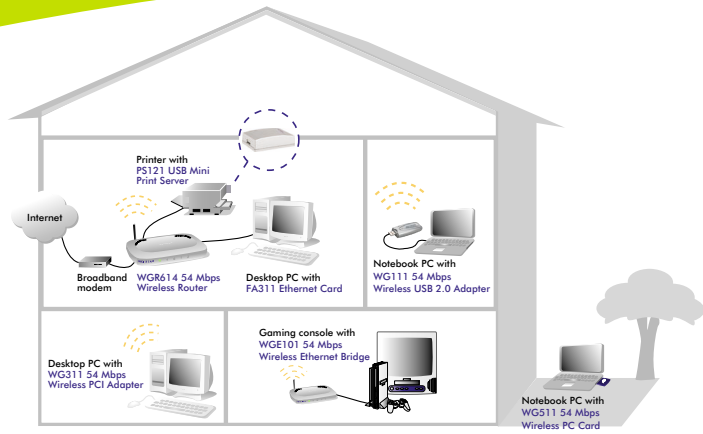 Printer with
PS121 USB Mini
Print Server
Internet
Broadband
modem
WGR614 54 Mbps
Wireless Router
Desktop PC with
FA311 Ethernet Card
Notebook PC with
WG111 54 Mbps
Wireless USB 2.0 Adapter
Desktop PC with
WG311 54 Mbps
Wireless PCI Adapter
Gaming console with
WGE101 54 Mbps
Wireless Ethernet Bridge
Notebook PC with
WG511 54 Mbps
Wireless PC Card